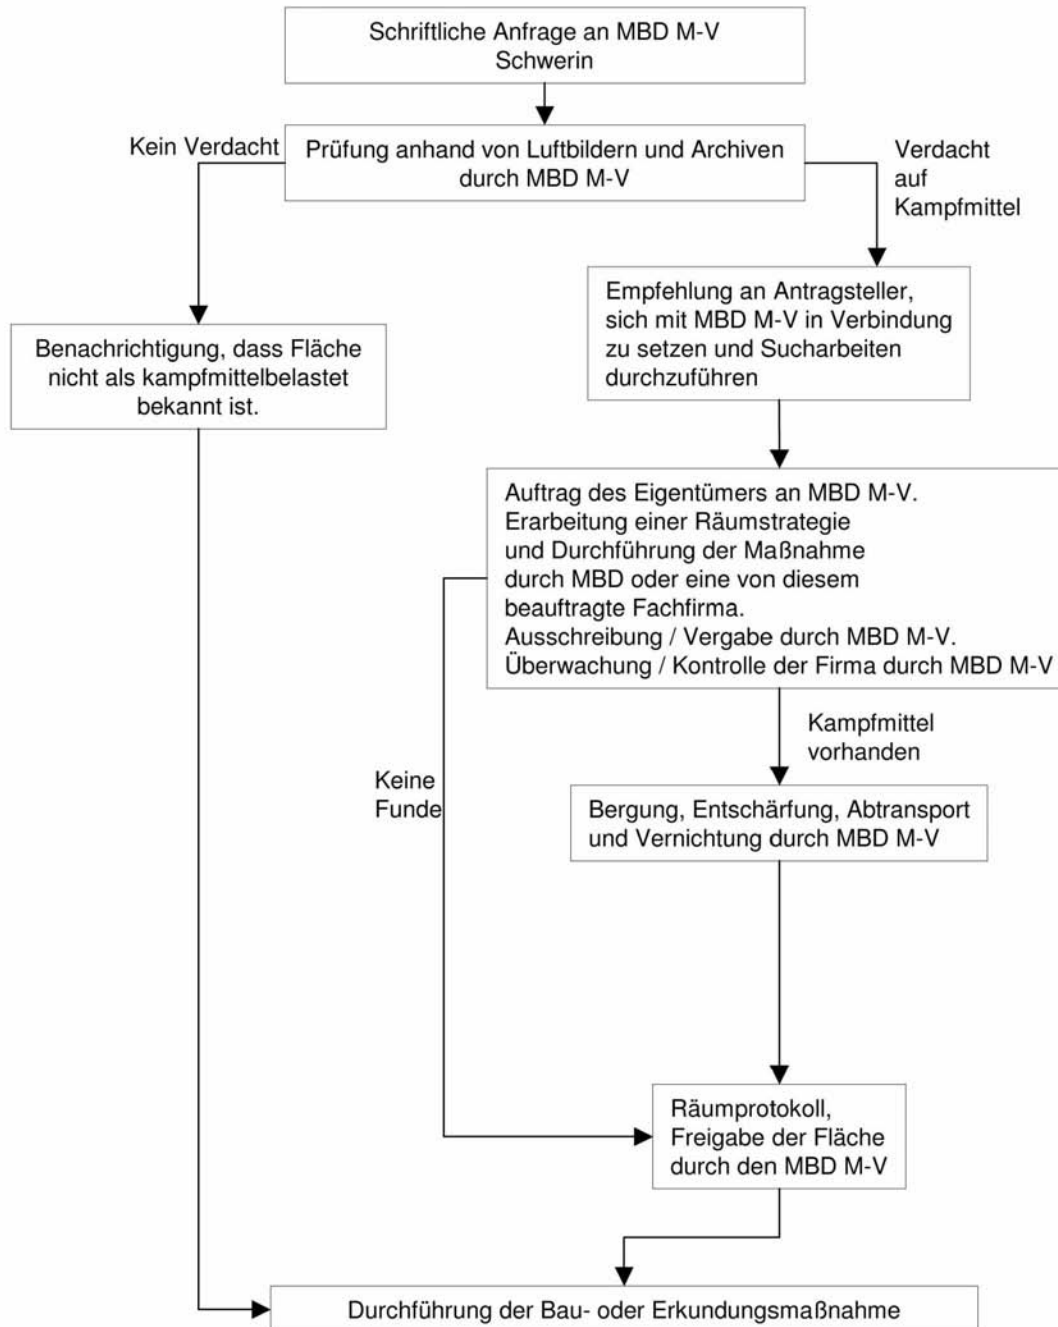 Schriftliche Anfrage an MBD M-V
Schwerin
Kein Verdacht
Prüfung anhand von Luftbildern und Archiven
durch MBD M-V
Verdacht
auf
Kampfmittel
Empfehlung an Antragsteller,
sich mit MBD M-V in Verbindung
zu setzen und Sucharbeiten
durchzuführen
Benachrichtigung, dass Fläche
nicht als kampfmittelbelastet
bekannt ist.
Auftrag des Eigentümers an MBD M-V.
Erarbeitung einer Räumstrategie
und Durchführung der Maßnahme
durch MBD oder eine von diesem
beauftragte Fachfirma.
Ausschreibung / Vergabe durch MBD M-V.
Überwachung / Kontrolle der Firma durch MBD M-V
Kampfmittel
vorhanden
Keine
Funde
Bergung, Entschärfung, Abtransport
und Vernichtung durch MBD M-V
Räumprotokoll,
Freigabe der Fläche
durch den MBD M-V
Durchführung der Bau- oder Erkundungsmaßnahme